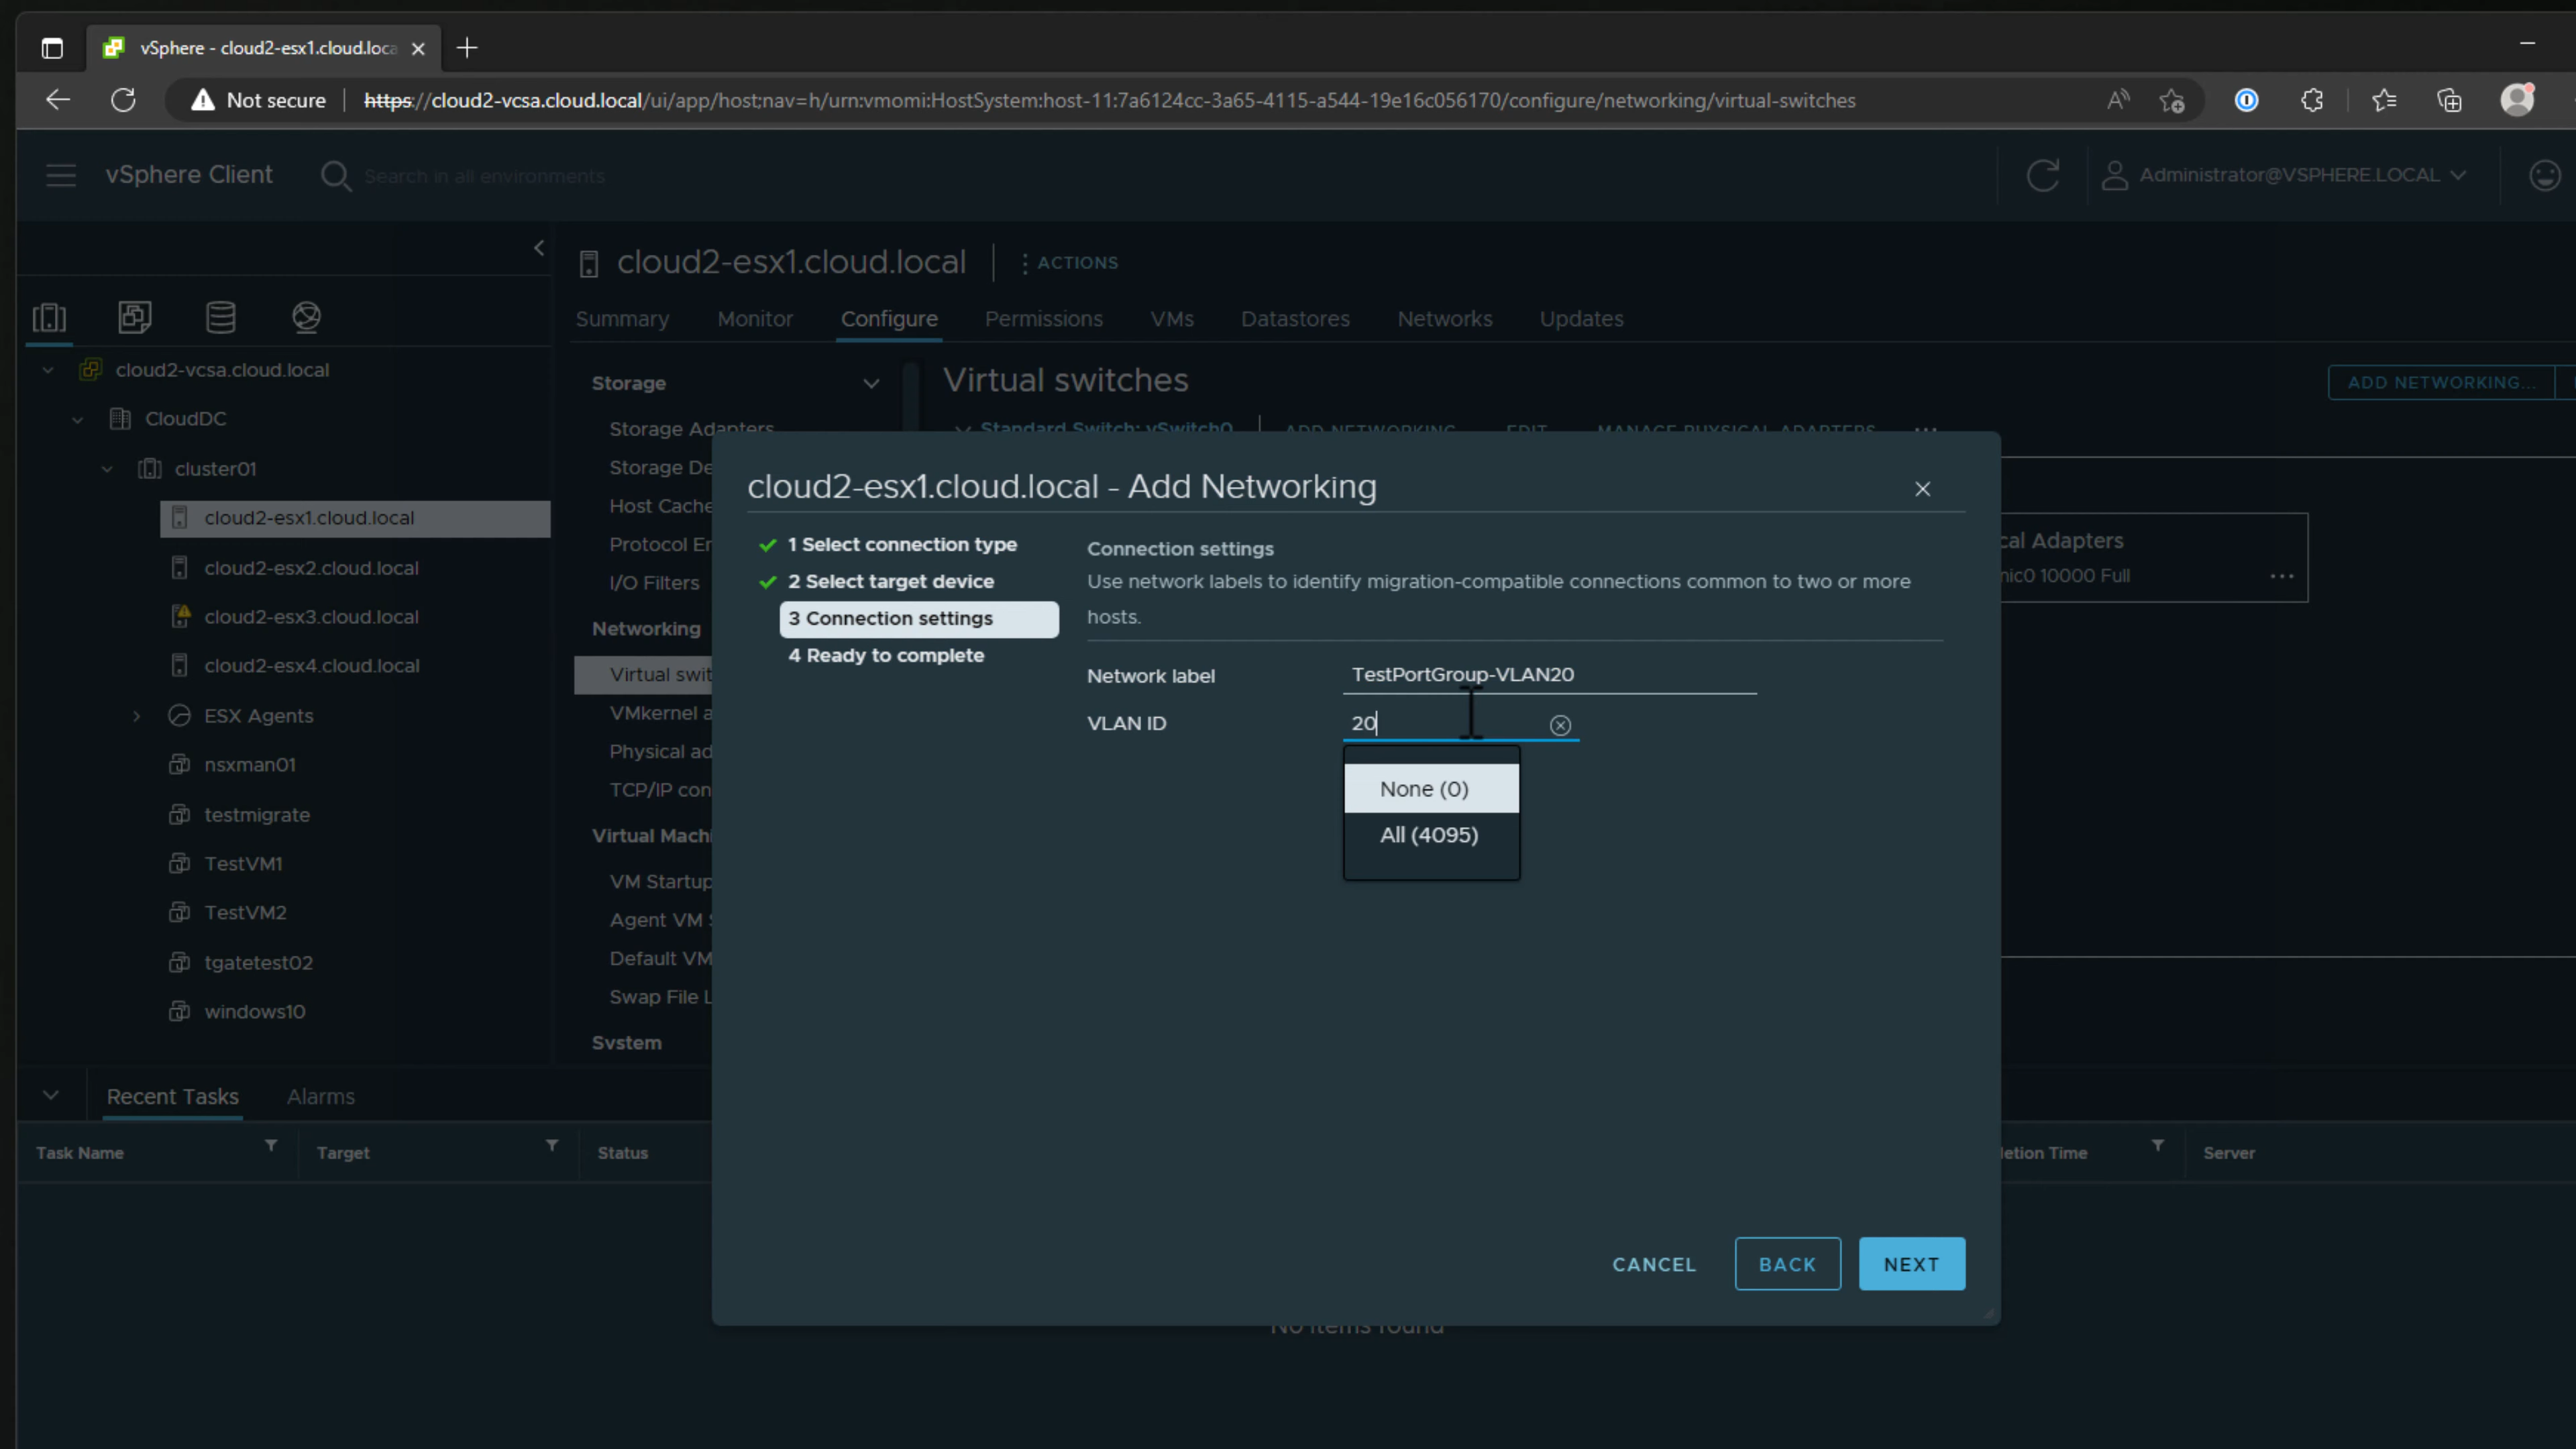 vSphere - cloud2-esx1.cloud.loca
Not secure
https://cloud2-vcsa.cloud.local/ui/app/host;nav=h/urn:vmomi:HostSystem:host-11:7a6124cc-3a65-4115-a544-19e16c056170/configure/networking/virtual-switches
vSphere Client
Search in all environments
Administrator@VSPHERE.LOCAL
cloud2-esx1.cloud.local
ACTIONS
Summary
Monitor
Configure
Permissions
VMs
Datastores
Networks
Updates
cloud2-vcsa.cloud.local
CloudDC
cluster01
cloud2-esx1.cloud.local
cloud2-esx2.cloud.local
cloud2-esx3.cloud.local
cloud2-esx4.cloud.local
ESX Agents
nsxman01
testmigrate
TestVM1
TestVM2
tgatetest02
windows10
Storage
Storage Adapters
Storage De
Host Cache
Protocol Er
I/O Filters
Networking
Virtual swit
VMkernel a
Physical ad
TCP/IP con
Virtual Machi
VM Startup
Agent VM S
Default VM
Swap File L
System
Virtual switches
ADD NETWORKING...
Standard Switch: vSwitch0
ADD NETWORKING
EDIT
MANAGE PHYSICAL ADAPTERS
...
cal Adapters
nic0 10000 Full
...
cloud2-esx1.cloud.local - Add Networking
1 Select connection type
2 Select target device
3 Connection settings
4 Ready to complete
Connection settings
Use network labels to identify migration-compatible connections common to two or more
hosts.
Network label
TestPortGroup-VLAN20
VLAN ID
20
None (0)
All (4095)
CANCEL
BACK
NEXT
Recent Tasks
Alarms
Task Name
Target
Status
letion Time
Server
No items found